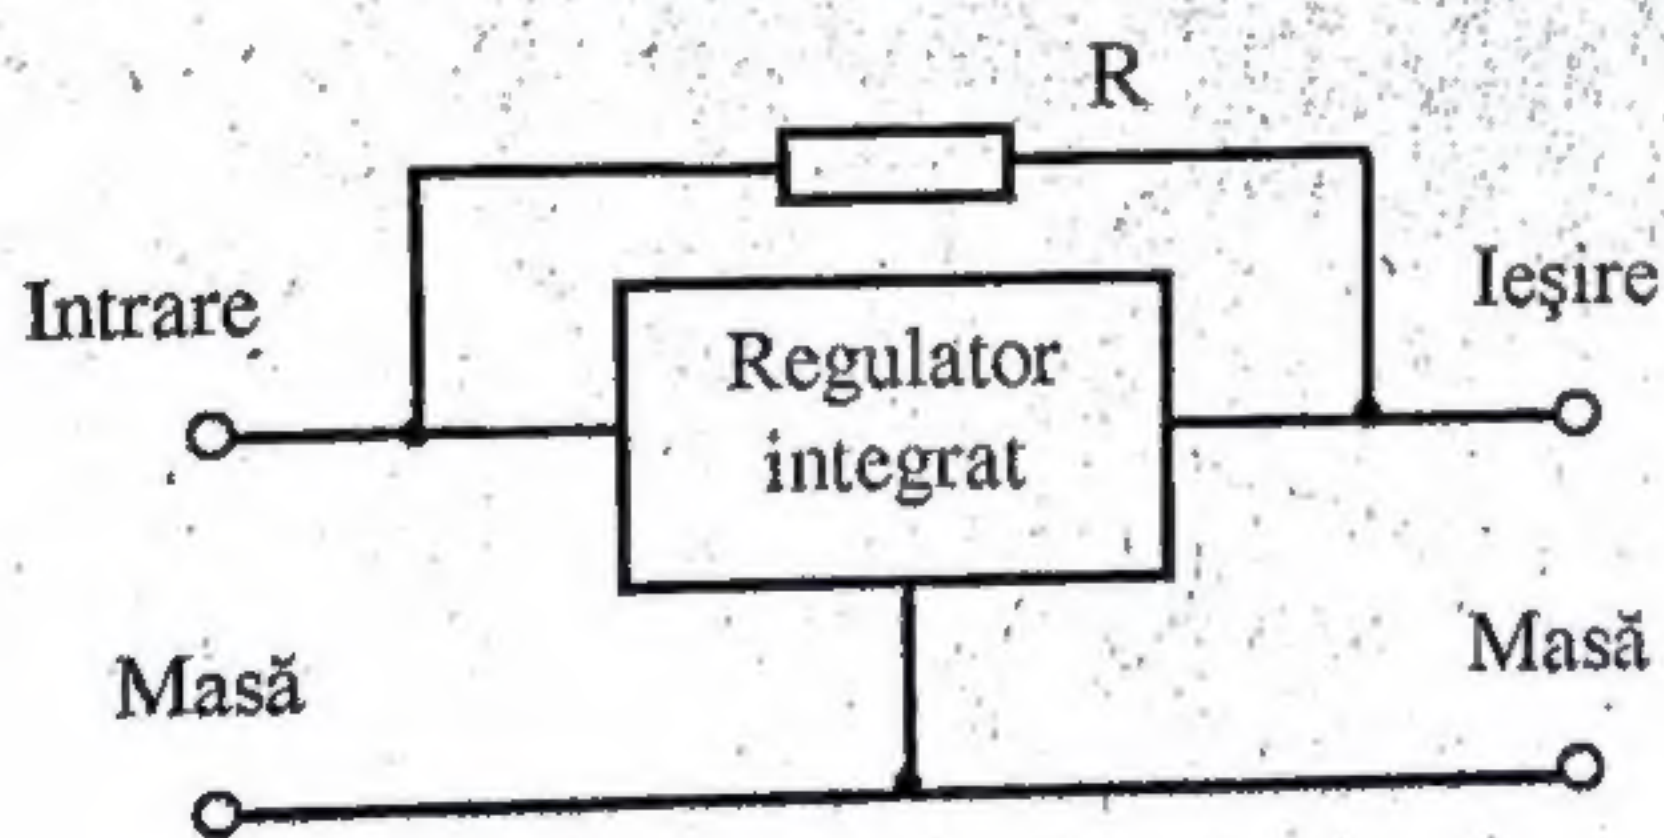 R
Intrare
Ieşire
Regulator
integrat
Masă
Masă